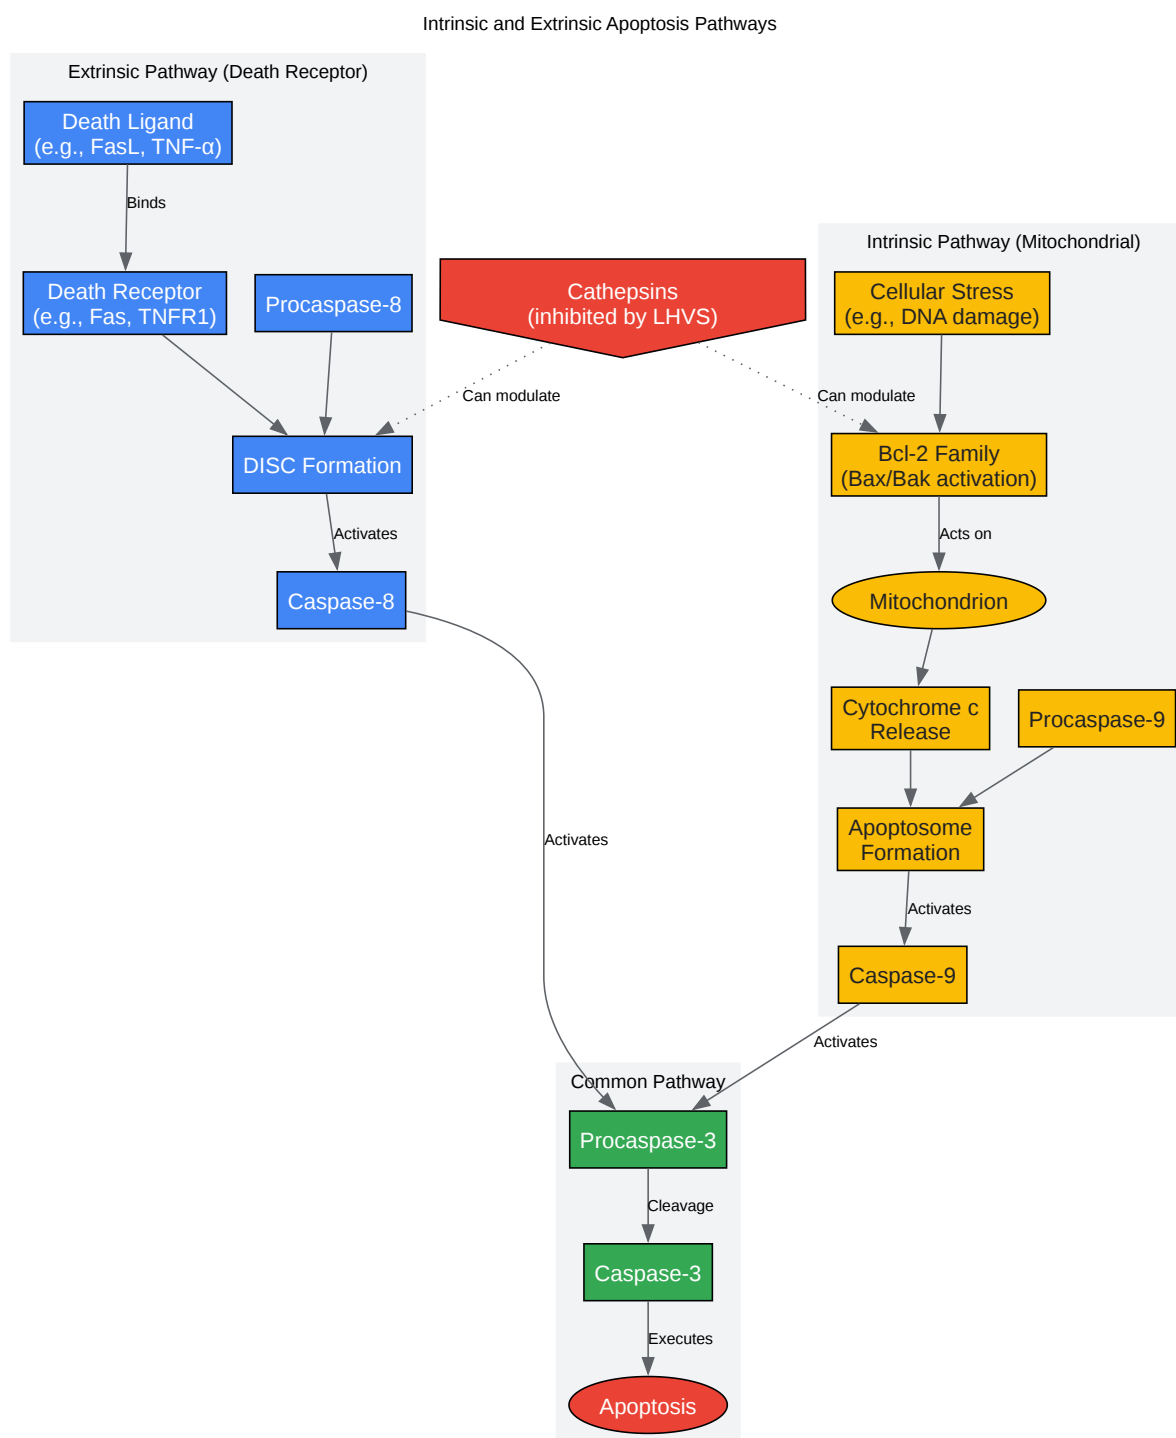 Intrinsic and Extrinsic Apoptosis Pathways
Extrinsic Pathway (Death Receptor)
Death Ligand
(e.g., FasL, TNF-α)
Binds
Death Receptor
(e.g., Fas, TNFR1)
Procaspase-8
Cathepsins
(inhibited by LHVS)
Can modulate
Can modulate
DISC Formation
Activates
Caspase-8
Activates
Intrinsic Pathway (Mitochondrial)
Cellular Stress
(e.g., DNA damage)
Bcl-2 Family
(Bax/Bak activation)
Acts on
Mitochondrion
Cytochrome c
Release
Procaspase-9
Apoptosome
Formation
Activates
Caspase-9
Activates
Common Pathway
Procaspase-3
Cleavage
Caspase-3
Executes
Apoptosis